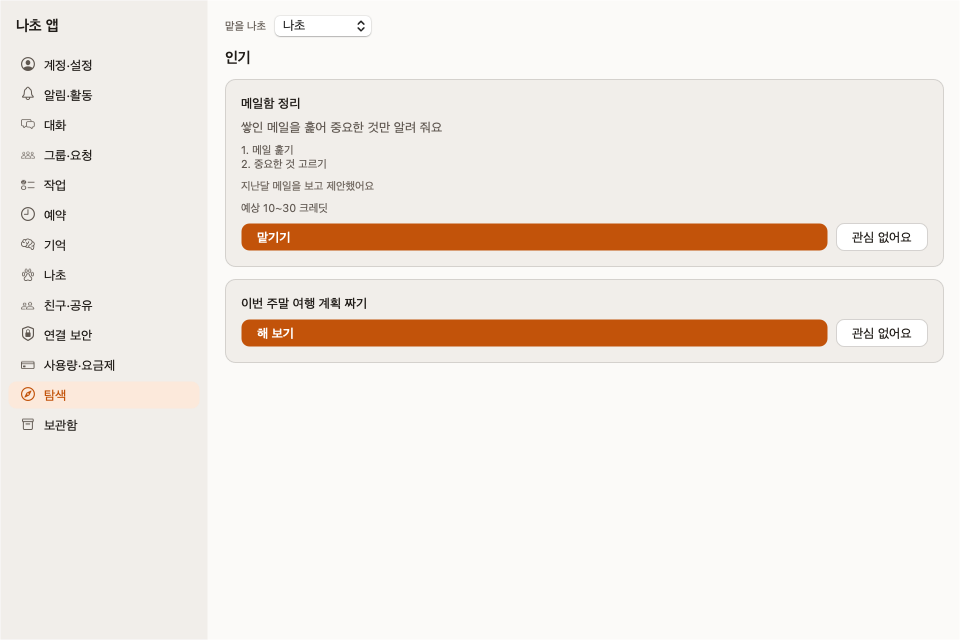 나초 앱
계정·설정
알림·활동
대화
그룹·요청
작업
예약
기억
나초
친구·공유
연결 보안
사용량·요금제
탐색
보관함
맡을 나초
나초
인기
메일함 정리
쌓인 메일을 훑어 중요한 것만 알려 줘요
1. 메일 훑기
2. 중요한 것 고르기
지난달 메일을 보고 제안했어요
예상 10~30 크레딧
맡기기
관심 없어요
이번 주말 여행 계획 짜기
해 보기
관심 없어요